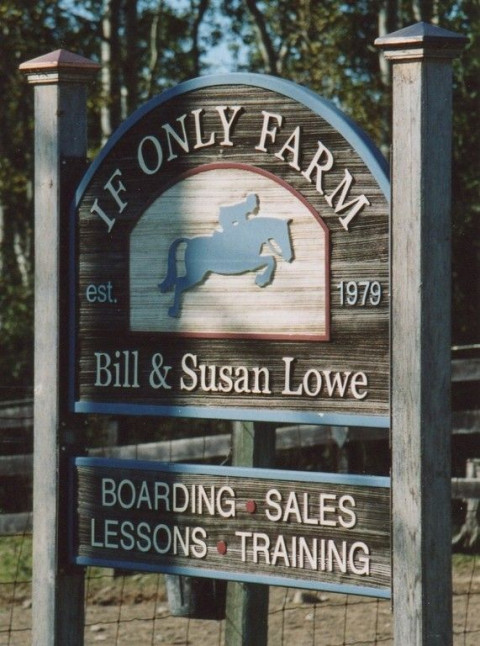 IF ONLY FARM
est. 1979
Bill & Susan Lowe
BOARDING • SALES
LESSONS • TRAINING